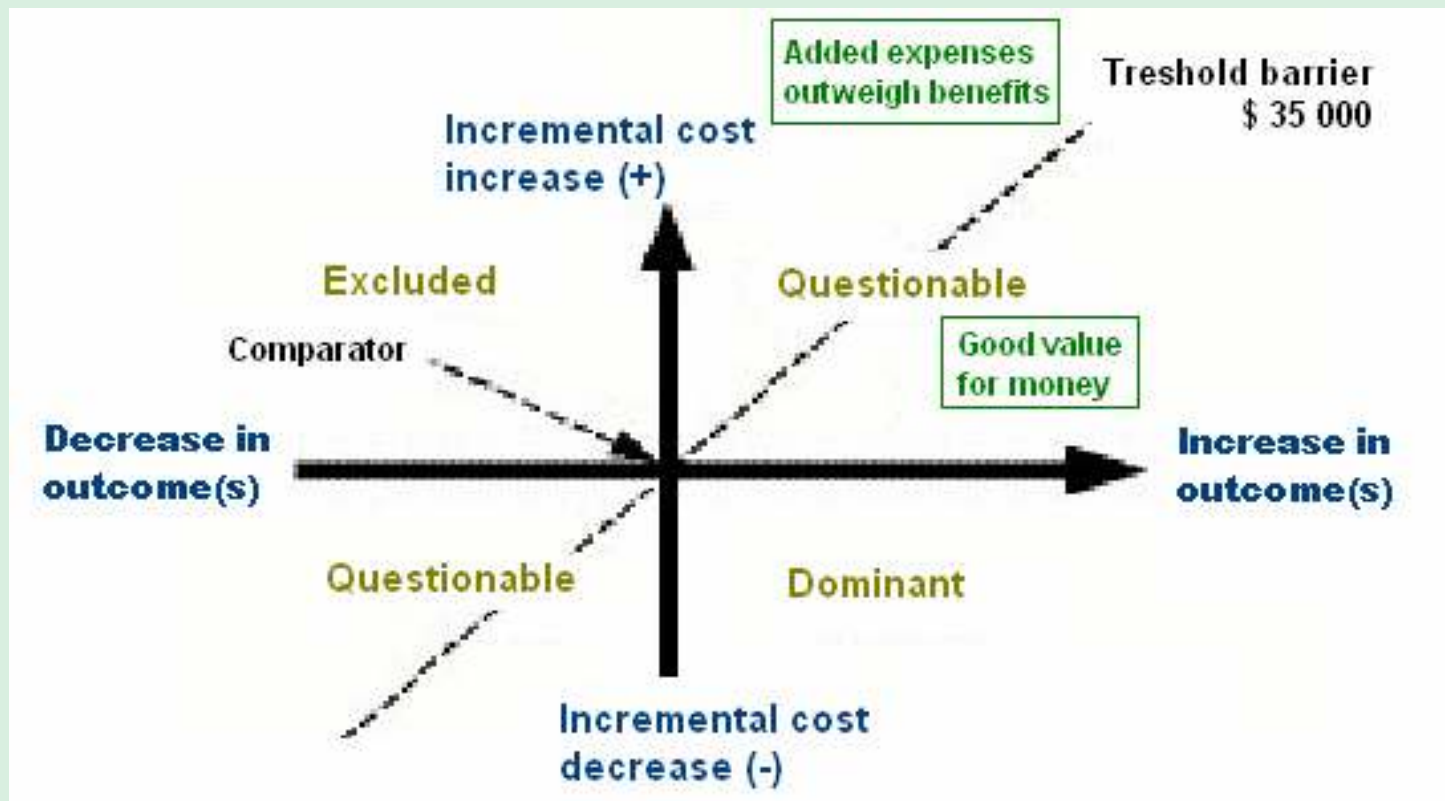 Added expenses
outweigh benefits
Treshold barrier
$ 35 000
Incremental cost
increase (+)
Excluded
Questionable
Comparator
Good value
for money
Decrease in
outcome(s)
Increase in
outcome(s)
Questionable
Dominant
Incremental cost
decrease (-)